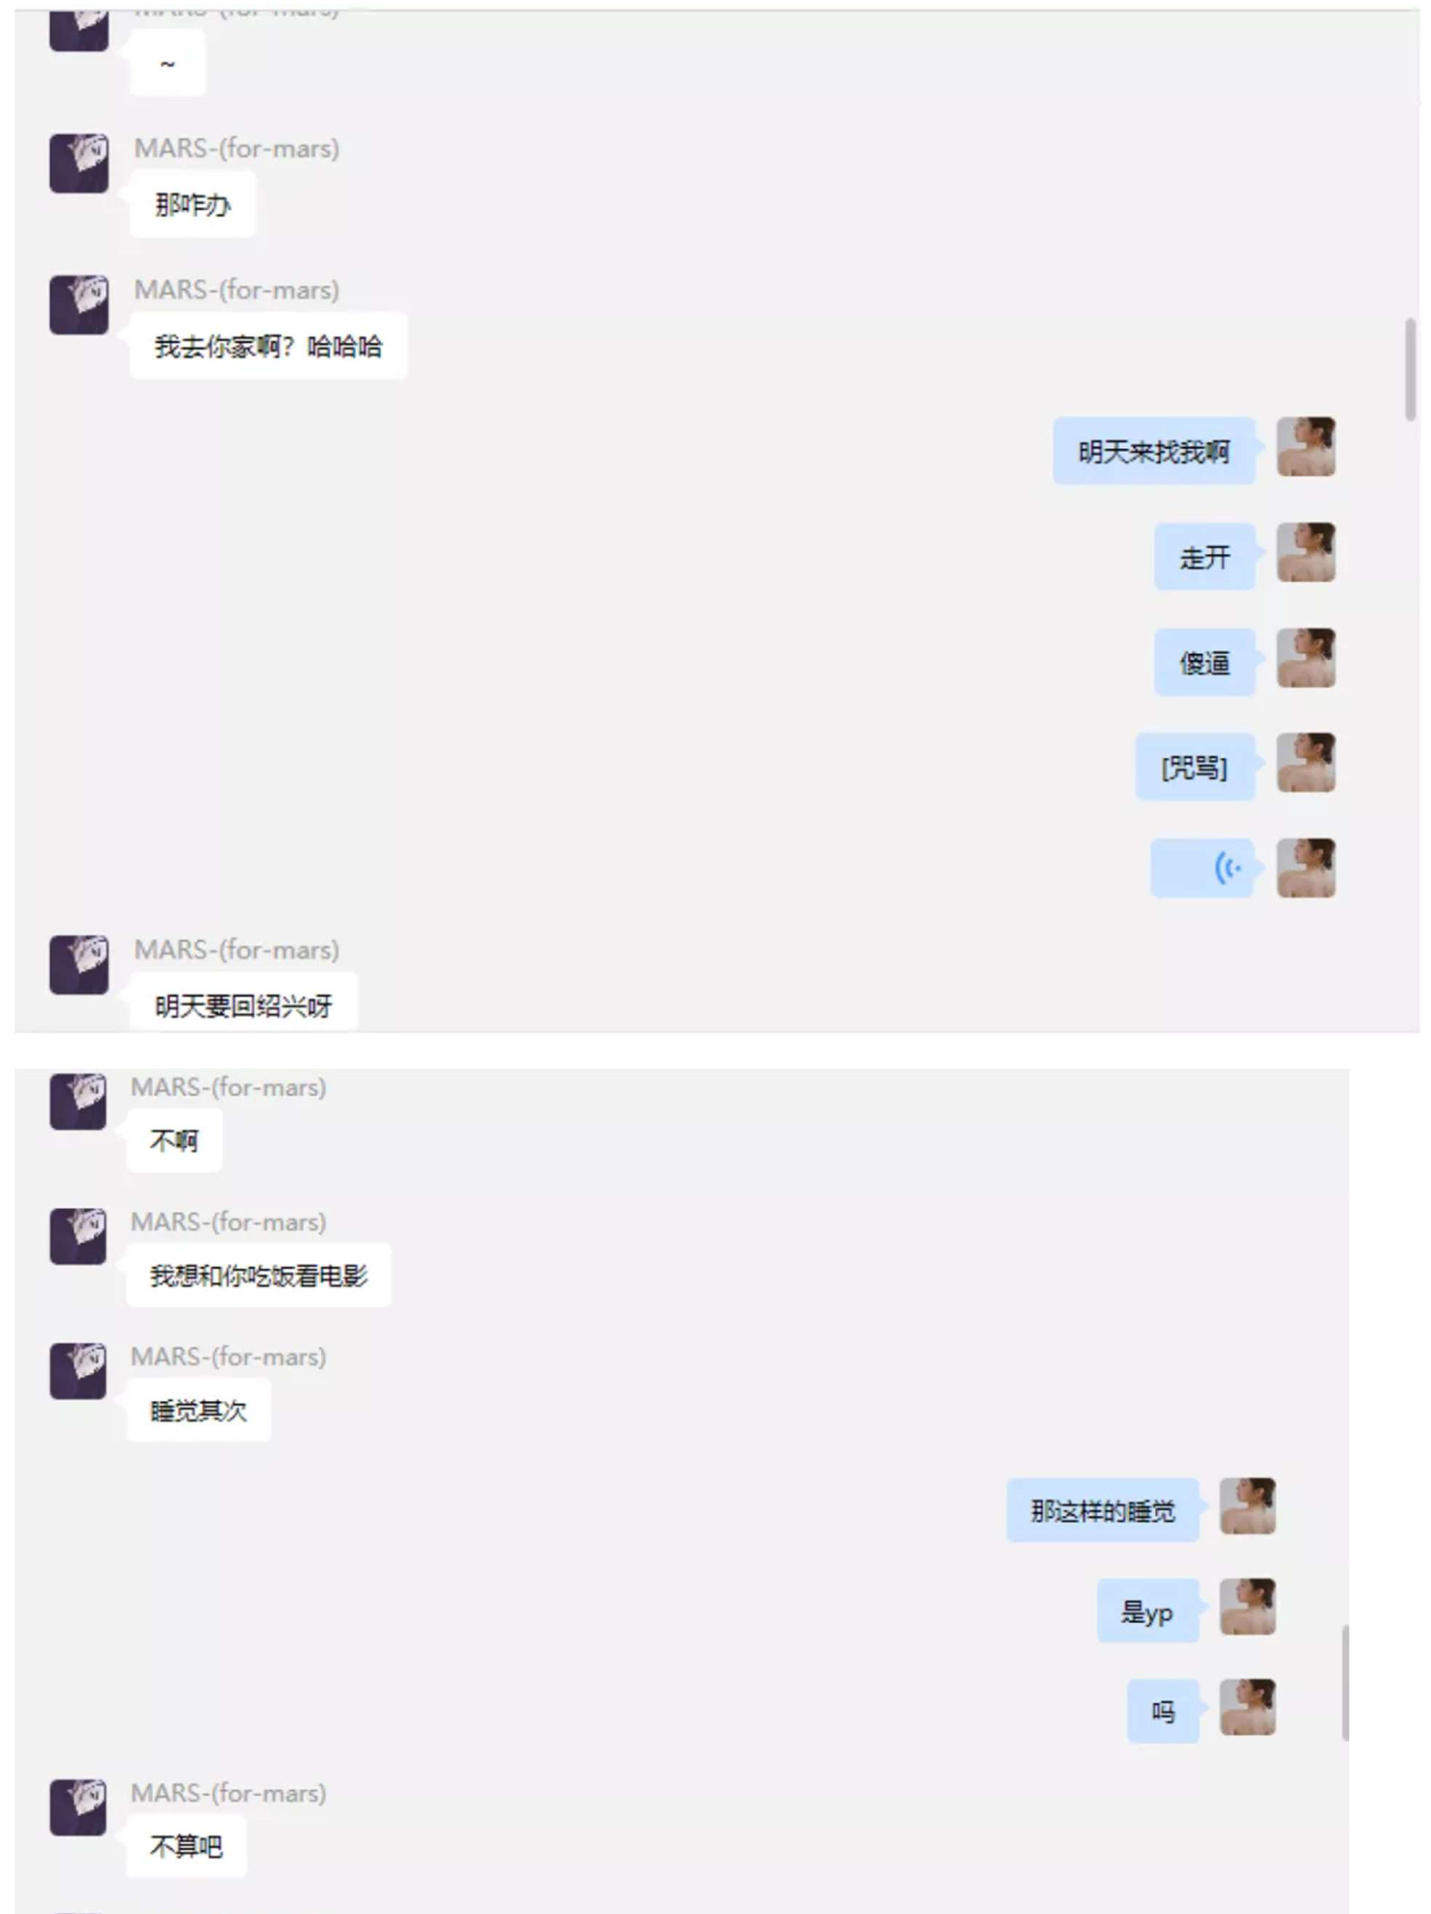 MARS-(for-mars)
~
MARS-(for-mars)
那咋办
MARS-(for-mars)
我去你家啊？哈哈哈
明天来找我啊
走开
傻逼
[咒骂]
MARS-(for-mars)
明天要回绍兴呀
MARS-(for-mars)
不啊
MARS-(for-mars)
我想和你吃饭看电影
MARS-(for-mars)
睡觉其次
那这样的睡觉
是yp
吗
MARS-(for-mars)
不算吧